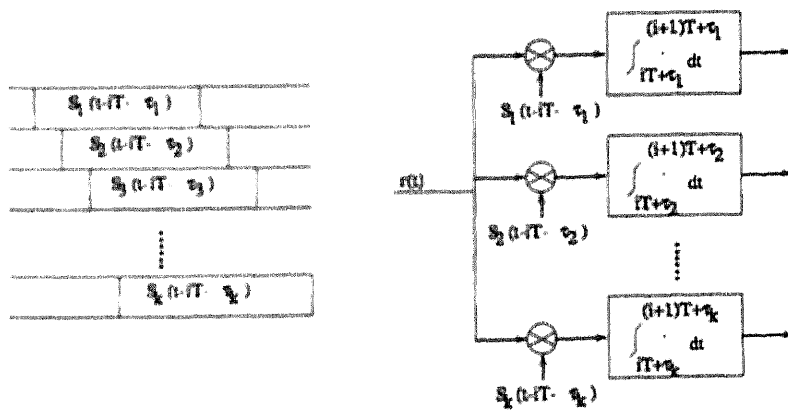 S₁(t-iT- τ₁)
S₂(t-iT- τ₂)
S₃(t-iT- τ₃)
Sₖ(t-iT- τₖ)
r(t)
(i+1)T+τ₁
∫ · dt
iT+τ₁
S₁(t-iT- τ₁)
(i+1)T+τ₂
∫ · dt
iT+τ₂
S₂(t-iT- τ₂)
(i+1)T+τₖ
∫ · dt
iT+τₖ
Sₖ(t-iT- τₖ)